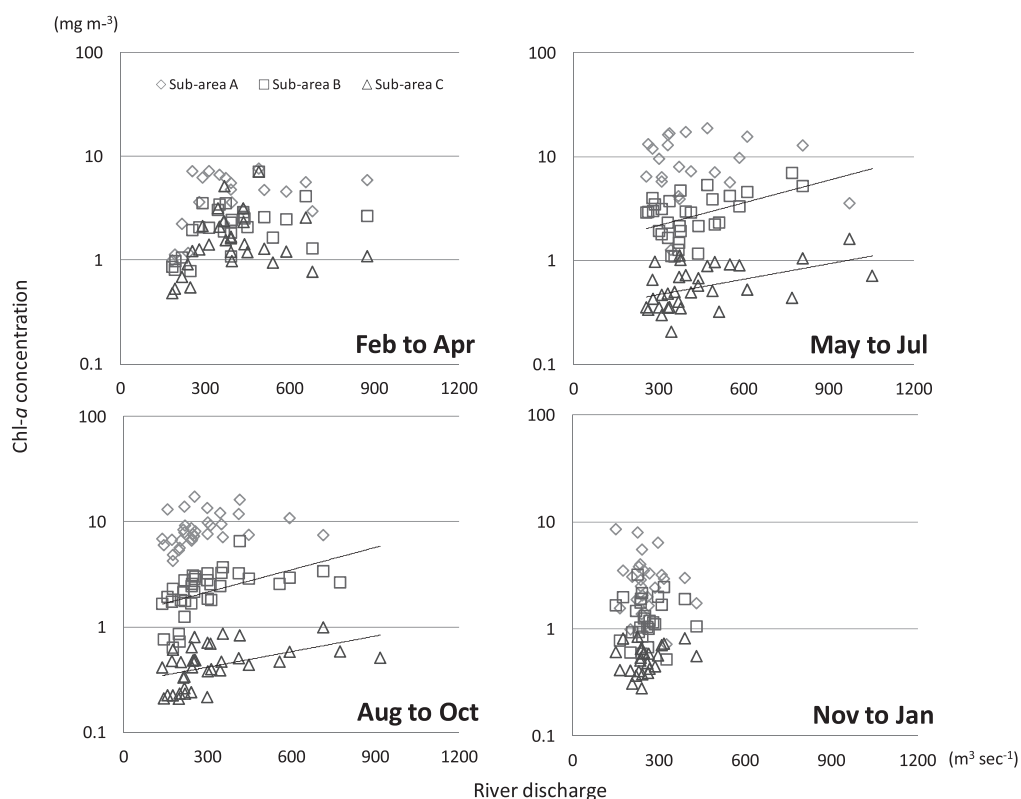 (mg m-3)
100
10
1
0.1
0 300 600 900 1200
Sub-area A Sub-area B Sub-area C
Feb to Apr
100
10
1
0.1
0 300 600 900 1200
May to Jul
Chl-a concentration
100
10
1
0.1
0 300 600 900 1200
Aug to Oct
100
10
1
0.1
0 300 600 900 1200
Nov to Jan
(m3 sec-1)
River discharge